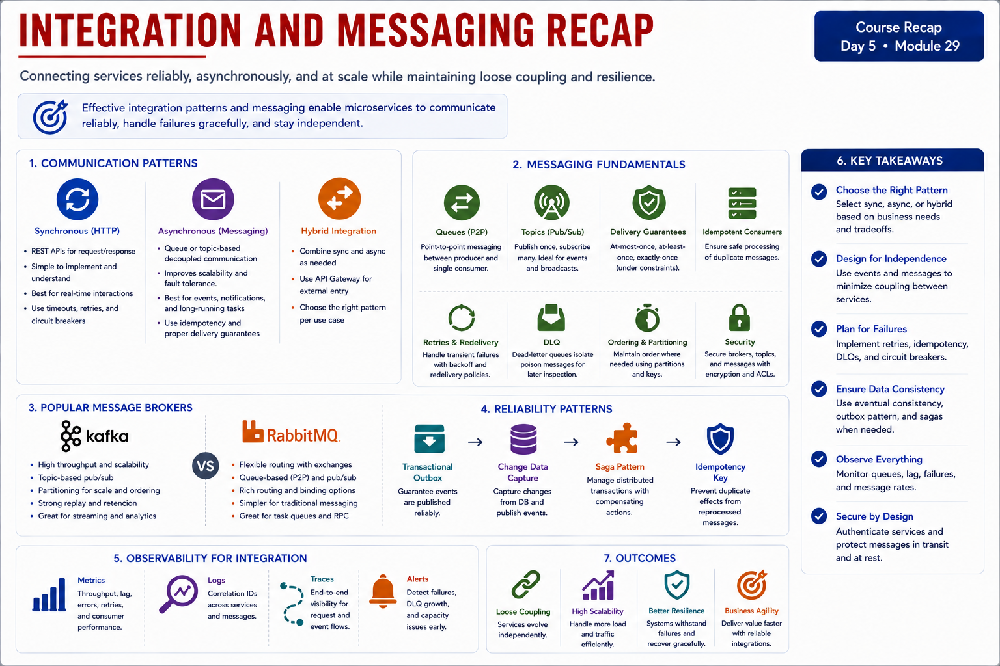 INTEGRATION AND MESSAGING RECAP
Course Recap
Day 5 • Module 29
Connecting services reliably, asynchronously, and at scale while maintaining loose coupling and resilience.
Effective integration patterns and messaging enable microservices to communicate
reliably, handle failures gracefully, and stay independent.
1. COMMUNICATION PATTERNS
Synchronous (HTTP)
• REST APIs for request/response
• Simple to implement and
understand
• Best for real-time interactions
• Use timeouts, retries, and
circuit breakers
Asynchronous (Messaging)
• Queue or topic-based
decoupled communication
• Improves scalability and
fault tolerance.
• Best for events, notifications,
and long-running tasks
• Use idempotency and
proper delivery guarantees
Hybrid Integration
• Combine sync and async
as needed
• Use API Gateway for
external entry
• Choose the right pattern
per use case
2. MESSAGING FUNDAMENTALS
Queues (P2P)
Point-to-point messaging
between producer and
single consumer.
Topics (Pub/Sub)
Publish once, subscribe
many. Ideal for events
and broadcasts.
Delivery Guarantees
At-most-once, at-least-
once, exactly-once
(under constraints).
Idempotent Consumers
Ensure safe processing
of duplicate messages.
Retries & Redelivery
Handle transient failures
with backoff and
redelivery policies.
DLQ
Dead-letter queues isolate
poison messages for
later inspection.
Ordering & Partitioning
Maintain order where
needed using partitions
and keys.
Security
Secure brokers, topics,
and messages with
encryption and ACLs.
3. POPULAR MESSAGE BROKERS
kafka
• High throughput and scalability
• Topic-based pub/sub
• Partitioning for scale and ordering
• Strong replay and retencion
• Great for streaming and analytics
VS
RabbitMQ
• Flexible routing with exchanges
• Queue-based (P2P) and pub/sub
• Rich routing and binding options
• Simpler for traditional messaging
• Great for task queues and RPC
4. RELIABILITY PATTERNS
Transactional
Outbox
Guarantee events
are published
reliably.
Change Data
Capture
Capture changes
from DB and
publish events.
Saga Pattern
Manage distributed
transactions with
compensating
actions.
Idempotency
Key
Prevent duplicate
effects from
reprocessed
messages.
5. OBSERVABILITY FOR INTEGRATION
Metrics
Throughput, lag,
errors, retries,
and consumer
performance.
Logs
Correlation IDs
across services
and messages.
Traces
End-to-end
visibility for
request and
event flows.
Alerts
Detect failures,
DLQ growth,
and capacity
issues early.
7. OUTCOMES
Loose Coupling
Services evolve
independently.
High Scalability
Handle more load
and traffic
efficiently.
Better Resilience
Systems withstand
failures and
recover gracefully.
Business Agility
Deliver value faster
with reliable
integrations.
6. KEY TAKEAWAYS
Choose the Right Pattern
Select sync, async, or hybrid
based on business needs
and tradeoffs.
Design for Independence
Use events and messages to
minimize coupling between
services.
Plan for Failures
Implement retries, idempotency,
DLQs, and circuit breakers.
Ensure Data Consistency
Use eventual consistency,
outbox pattern, and sagas
when needed.
Observe Everything
Monitor queues, lag, failures,
and message rates.
Secure by Design
Authenticate services and
protect messages in transit
and at rest.